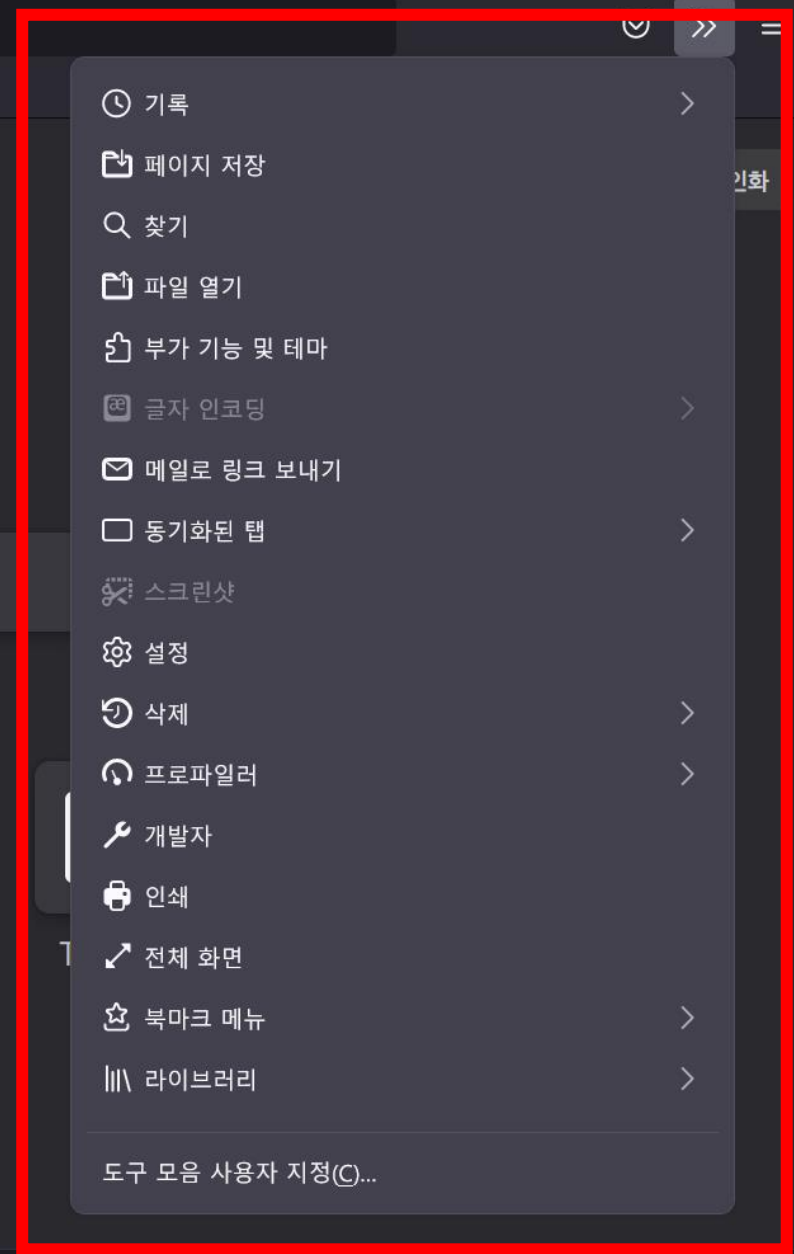 인화
기록
페이지 저장
찾기
파일 열기
부가 기능 및 테마
글자 인코딩
메일로 링크 보내기
동기화된 탭
스크린샷
설정
삭제
프로파일러
개발자
인쇄
전체 화면
T
북마크 메뉴
라이브러리
도구 모음 사용자 지정(C)...